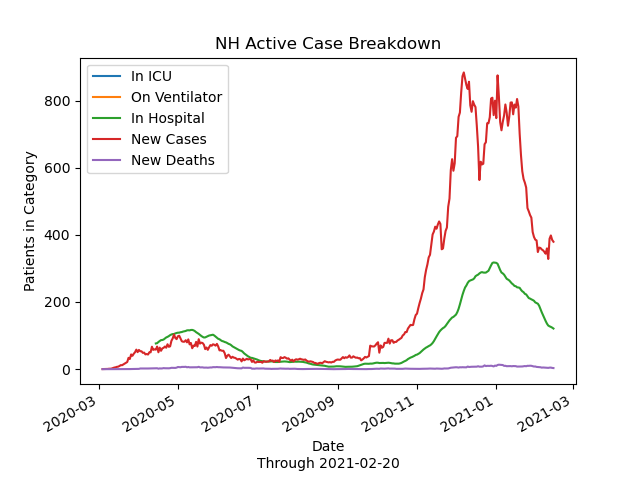 NH Active Case Breakdown
In ICU
On Ventilator
In Hospital
New Cases
New Deaths
Patients in Category
800
600
400
200
0
2020-03
2020-05
2020-07
2020-09
2020-11
2021-01
2021-03
Date
Through 2021-02-20